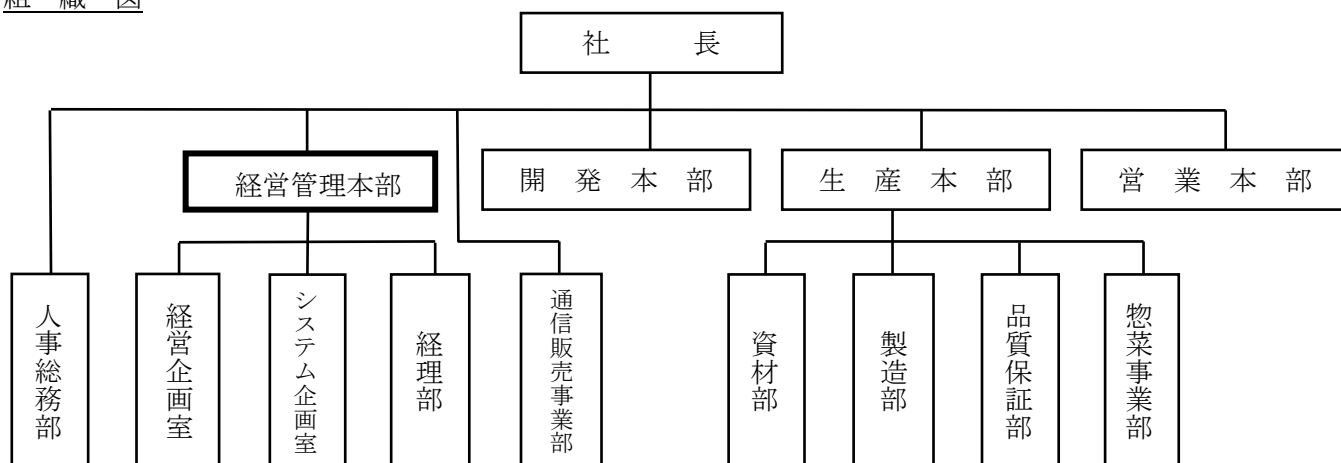 組 織 図
社 長
経営管理本部
開 発 本 部
生 産 本 部
営 業 本 部
人事総務部
経営企画室
システム企画室
経理部
通信販売事業部
資材部
製造部
品質保証部
惣菜事業部